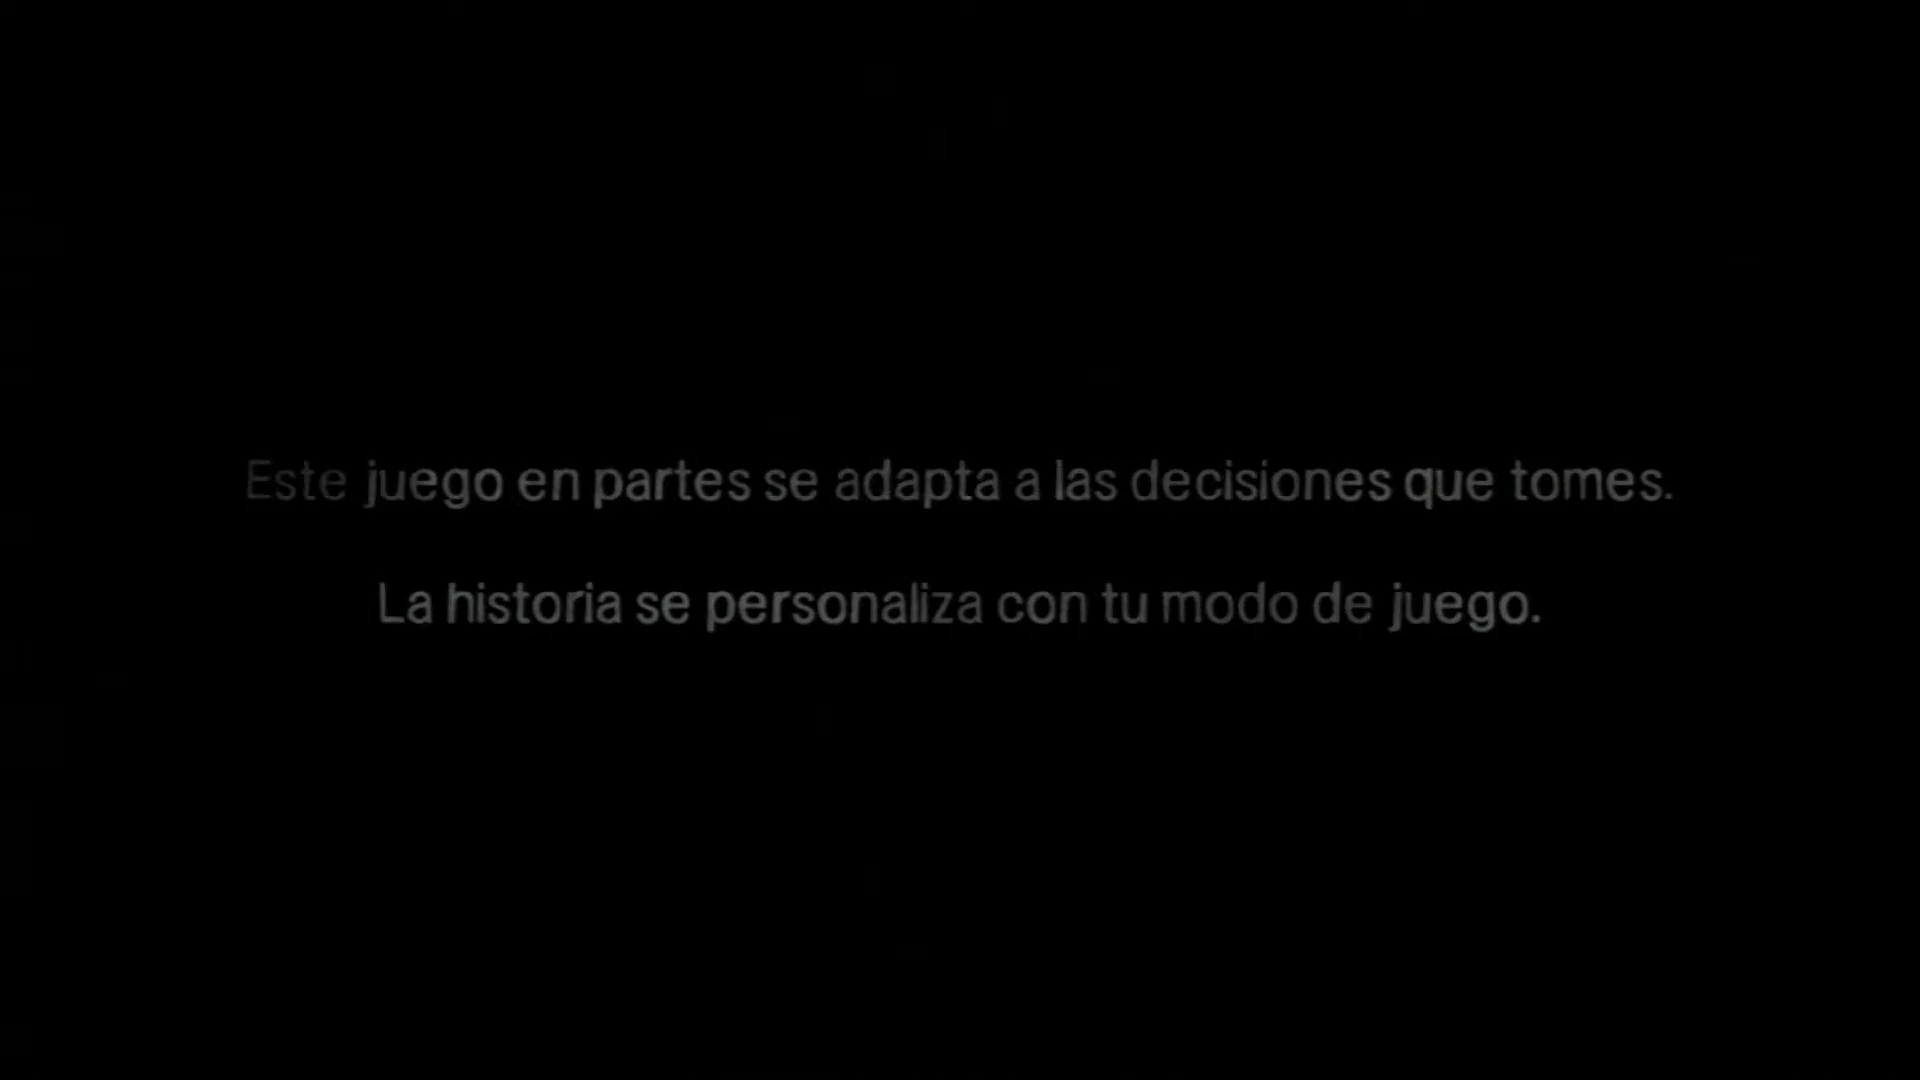 Este juego en partes se adapta a las decisiones que tomes.
La historia se personaliza con tu modo de juego.